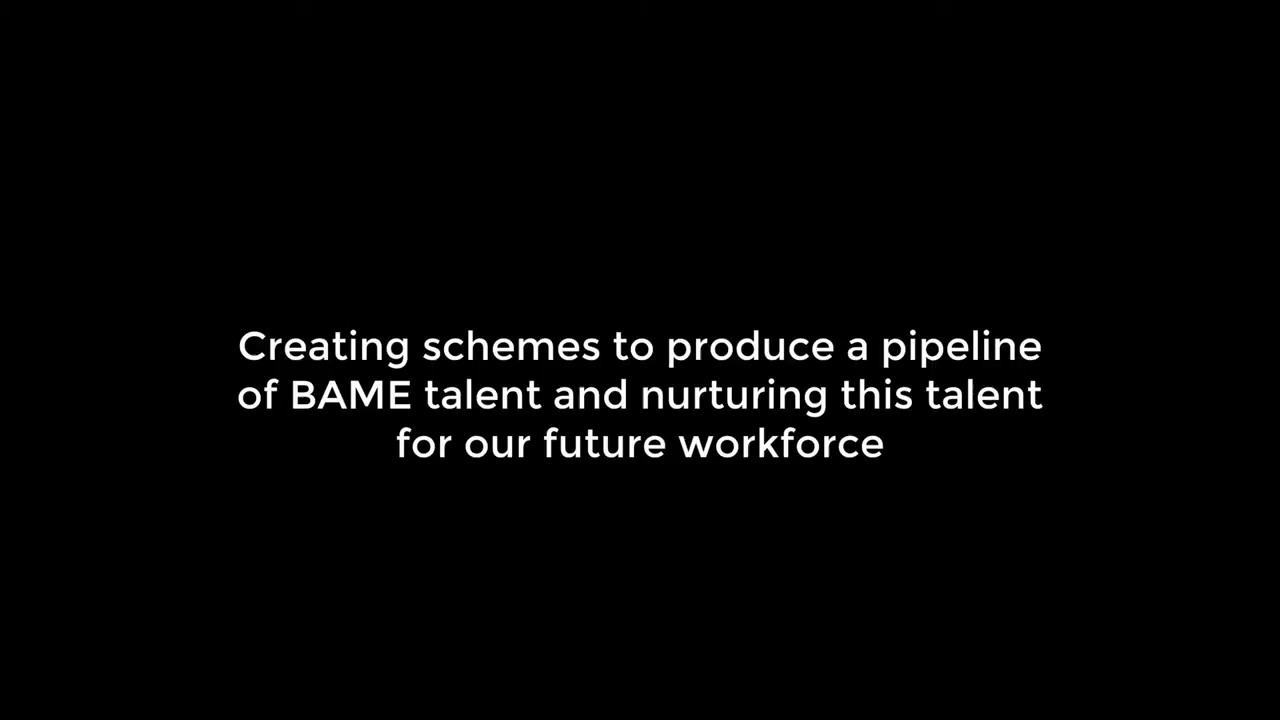 Creating schemes to produce a pipeline
of BAME talent and nurturing this talent
for our future workforce